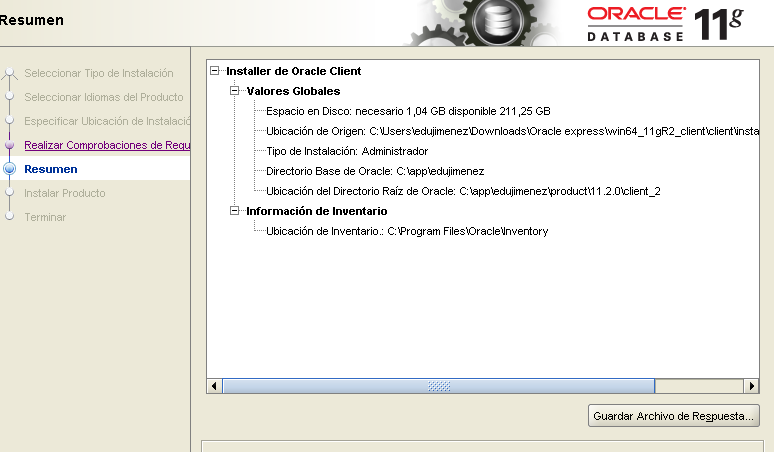 Resumen
ORACLE
DATABASE 11g
Seleccionar Tipo de Instalación
Seleccionar Idiomas del Producto
Especificar Ubicación de Instalació
Realizar Comprobaciones de Requ
Resumen
Instalar Producto
Terminar
Installer de Oracle Client
Valores Globales
Espacio en Disco: necesario 1,04 GB disponible 211,25 GB
Ubicación de Origen: C:\Users\edujimenez\Downloads\Oracle express\win64_11gR2_client\client\insta
Tipo de Instalación: Administrador
Directorio Base de Oracle: C:\app\edujimenez
Ubicación del Directorio Raíz de Oracle: C:\app\edujimenez\product\11.2.0\client_2
Información de Inventario
Ubicación de Inventario.: C:\Program Files\Oracle\Inventory
Guardar Archivo de Respuesta...